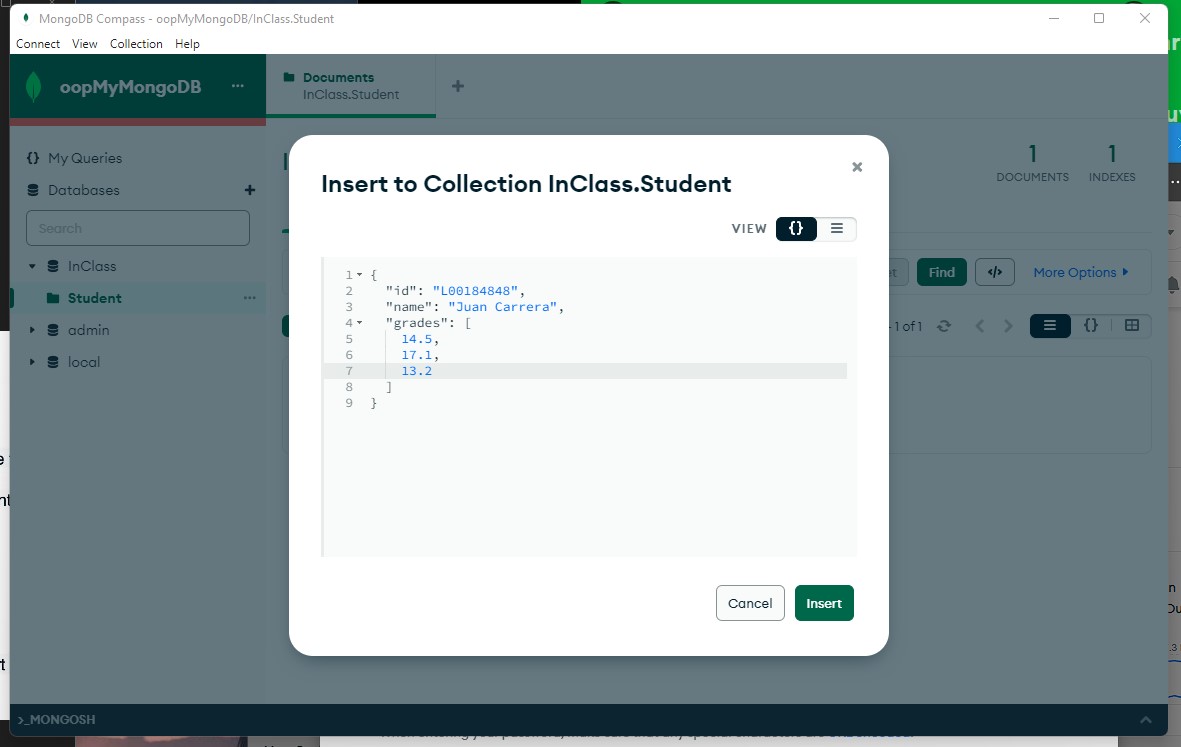 MongoDB Compass - oopMyMongoDB/InClass.Student
Connect View Collection Help
oopMyMongoDB ...
Documents
InClass.Student
+
{} My Queries
Databases +
Search
InClass
Student ...
admin
local
1 DOCUMENTS
1 INDEXES
Find </> More Options
1 of 1
{}
Insert to Collection InClass.Student
VIEW {}
1 {
2 "id": "L00184848",
3 "name": "Juan Carrera",
4 "grades": [
5 14.5,
6 17.1,
7 13.2
8 ]
9 }
Cancel Insert
>_MONGOSH